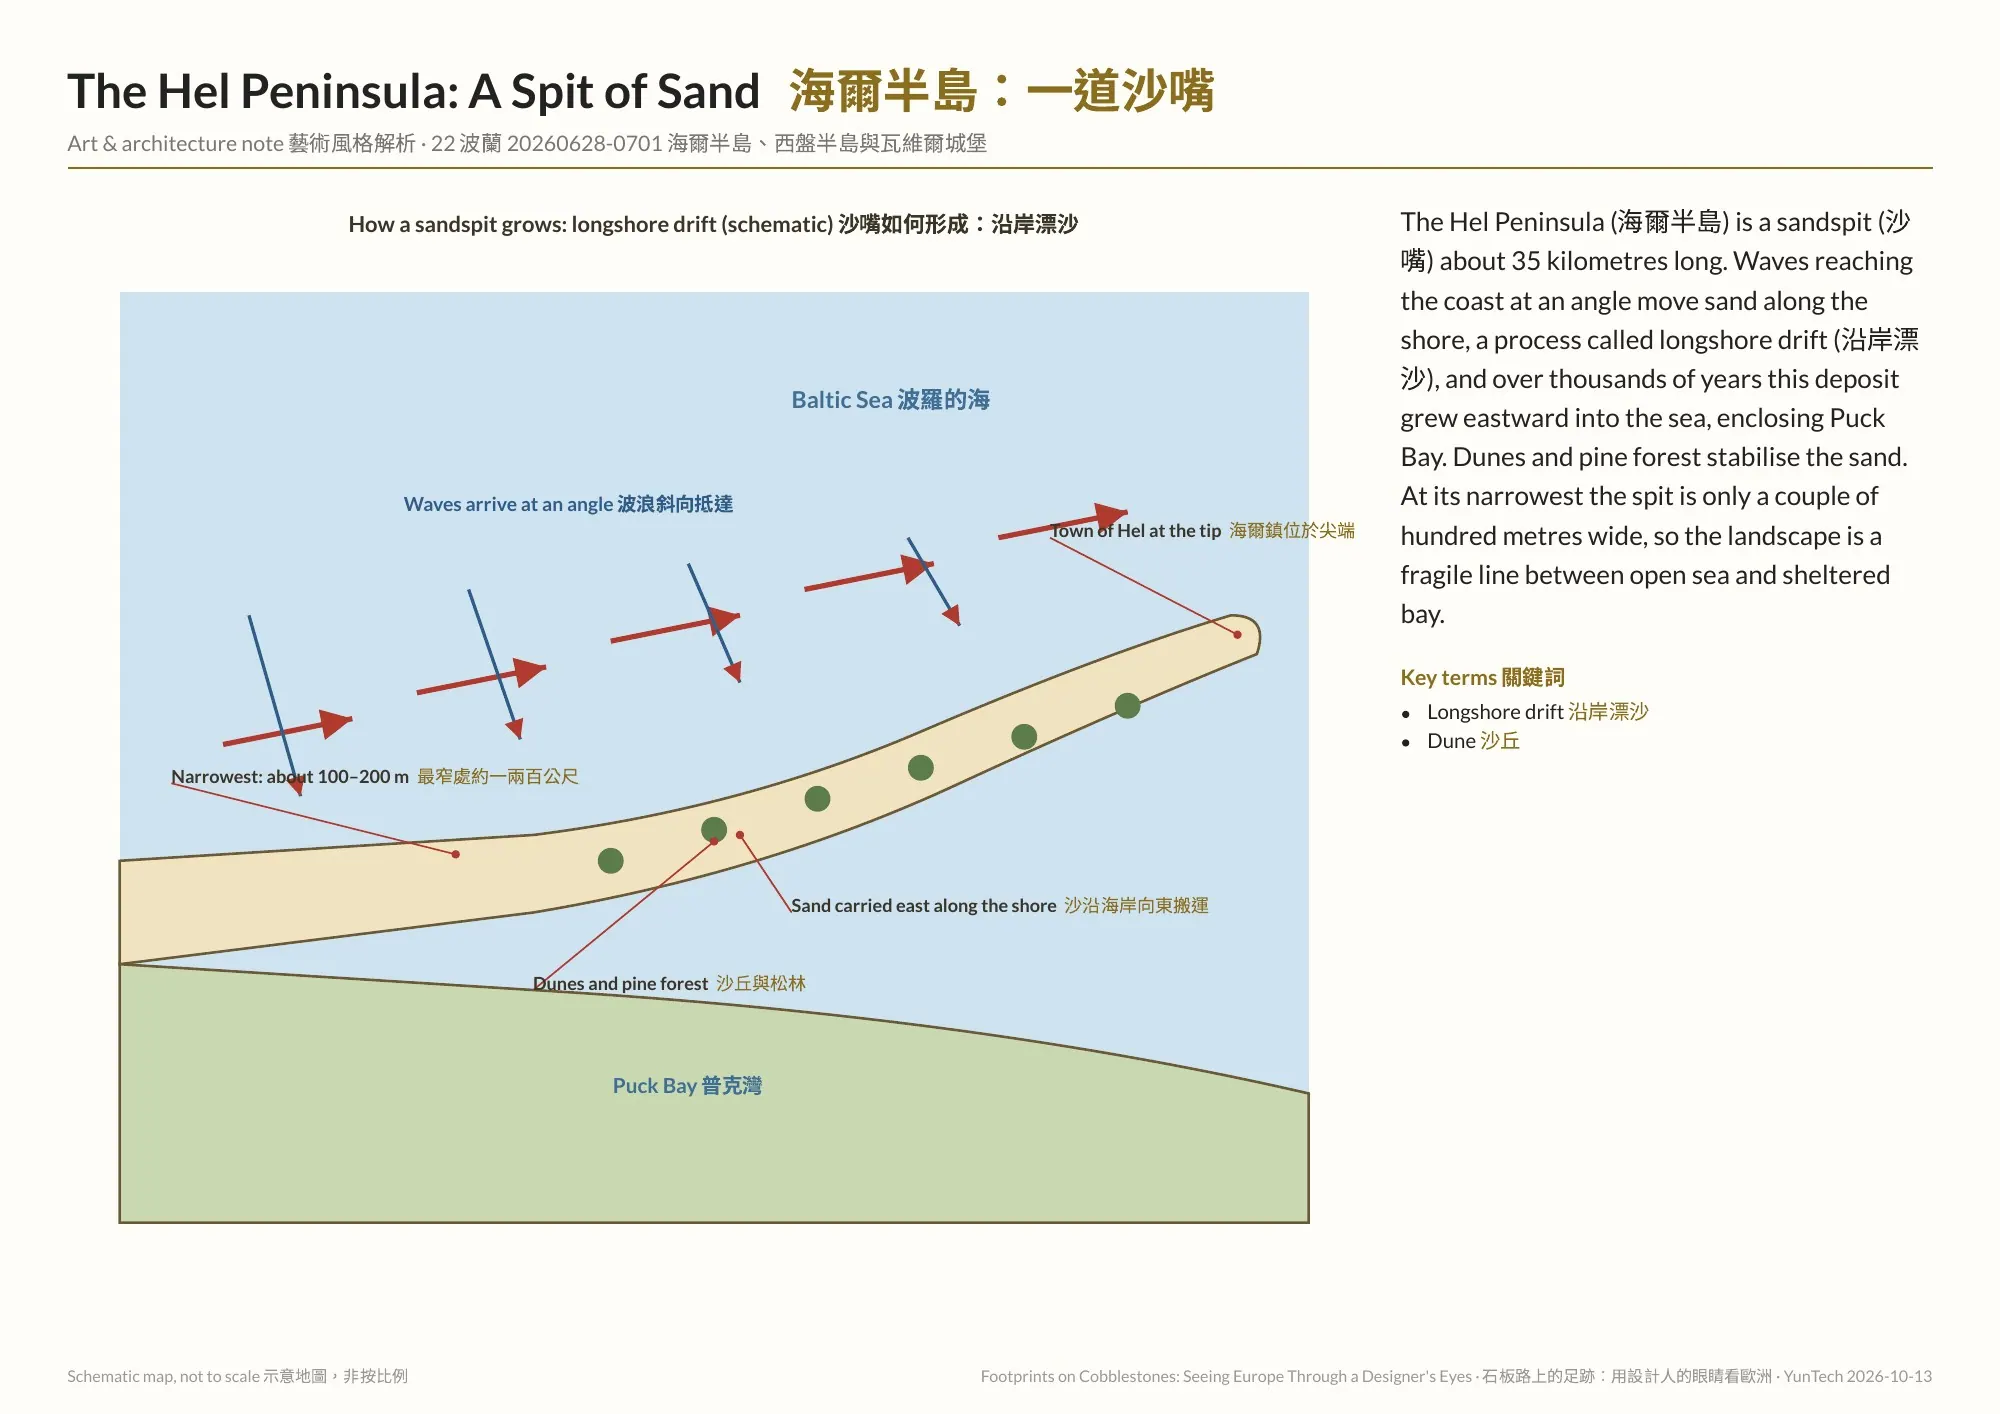 The Hel Peninsula: A Spit of Sand 海爾半島：一道沙嘴
Art & architecture note 藝術風格解析 · 22 波蘭 20260628-0701 海爾半島、西盤半島與瓦維爾城堡
How a sandspit grows: longshore drift (schematic) 沙嘴如何形成：沿岸漂沙
Baltic Sea 波羅的海
Waves arrive at an angle 波浪斜向抵達
Town of Hel at the tip 海爾鎮位於尖端
Narrowest: about 100–200 m 最窄處約一兩百公尺
Sand carried east along the shore 沙沿海岸向東搬運
Dunes and pine forest 沙丘與松林
Puck Bay 普克灣
The Hel Peninsula (海爾半島) is a sandspit (沙
嘴) about 35 kilometres long. Waves reaching
the coast at an angle move sand along the
shore, a process called longshore drift (沿岸漂
沙), and over thousands of years this deposit
grew eastward into the sea, enclosing Puck
Bay. Dunes and pine forest stabilise the sand.
At its narrowest the spit is only a couple of
hundred metres wide, so the landscape is a
fragile line between open sea and sheltered
bay.
Key terms 關鍵詞
• Longshore drift 沿岸漂沙
• Dune 沙丘
Schematic map, not to scale 示意地圖，非按比例
Footprints on Cobblestones: Seeing Europe Through a Designer's Eyes · 石板路上的足跡：用設計人的眼睛看歐洲 · YunTech 2026-10-13